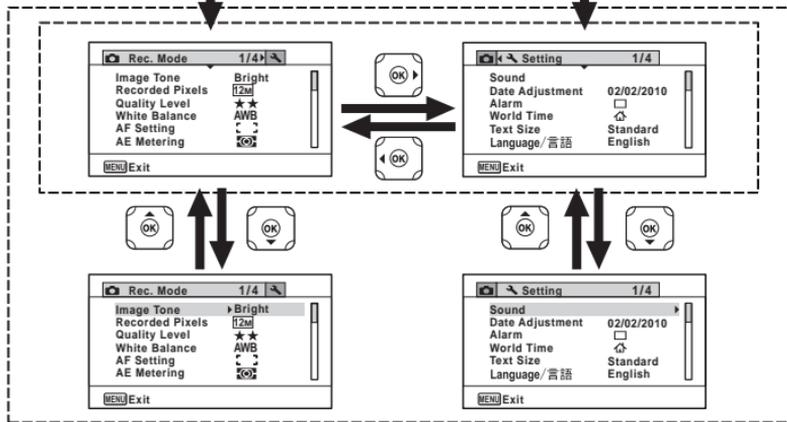 Rec. Mode 1/4
Image Tone Bright
Recorded Pixels 12M
Quality Level ★★
White Balance AWB
AF Setting
AE Metering
MENU Exit
OK
OK
Setting 1/4
Sound
Date Adjustment 02/02/2010
Alarm
World Time
Text Size Standard
Language/言語 English
MENU Exit
OK
OK
OK
OK
Rec. Mode 1/4
Image Tone Bright
Recorded Pixels 12M
Quality Level ★★
White Balance AWB
AF Setting
AE Metering
MENU Exit
Setting 1/4
Sound
Date Adjustment 02/02/2010
Alarm
World Time
Text Size Standard
Language/言語 English
MENU Exit